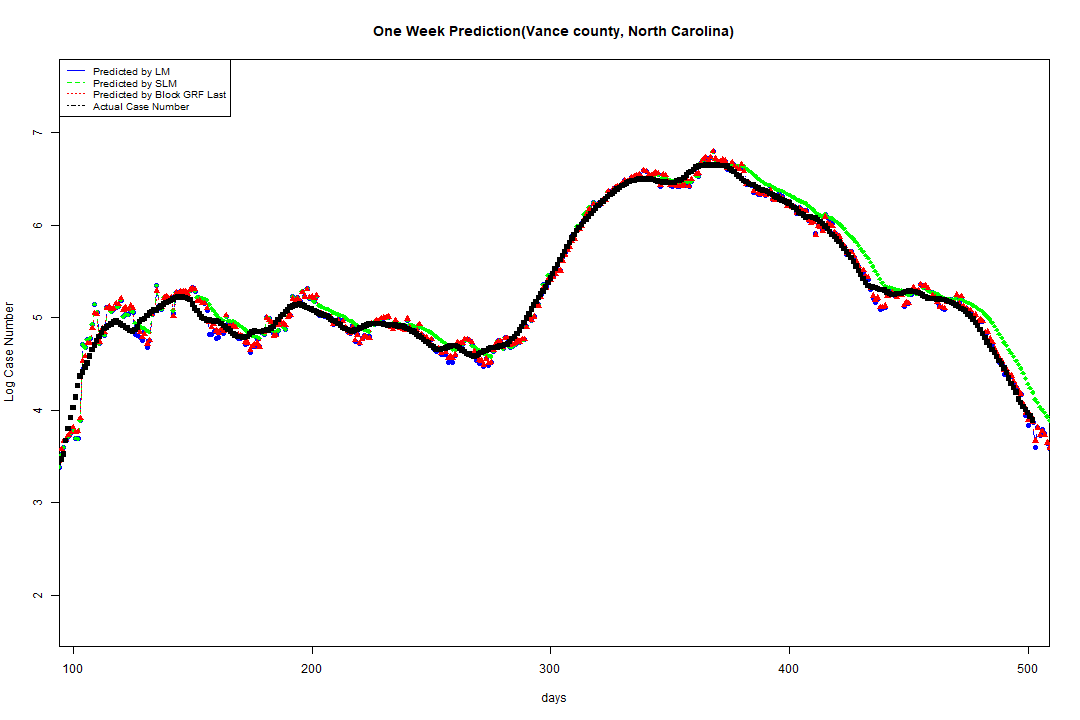 One Week Prediction(Vance county, North Carolina)
Predicted by LM
Predicted by SLM
Predicted by Block GRF Last
Actual Case Number
7
6
5
4
3
2
Log Case Number
100 200 300 400 500
days